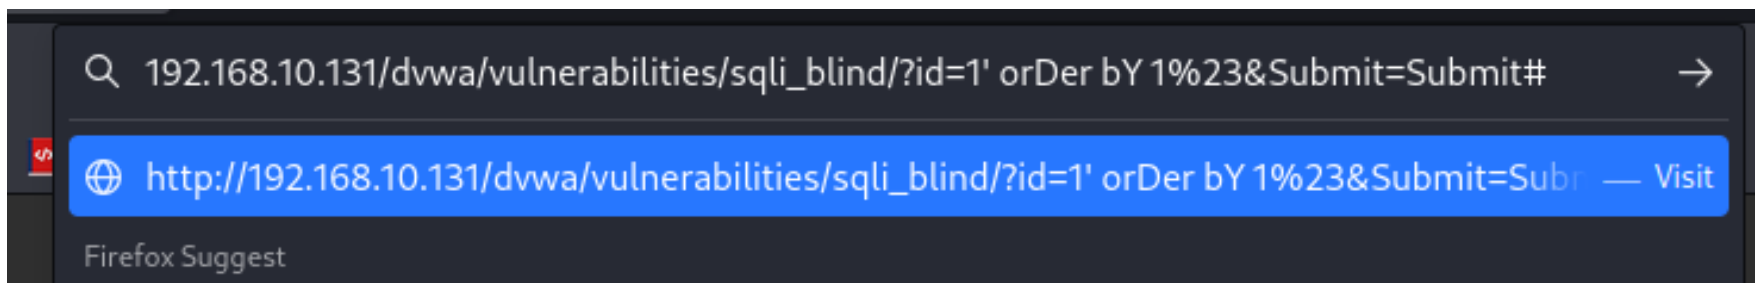 192.168.10.131/dvwa/vulnerabilities/sqli_blind/?id=1' orDer bY 1%23&Submit=Submit#
http://192.168.10.131/dvwa/vulnerabilities/sqli_blind/?id=1' orDer bY 1%23&Submit=Subm — Visit
Firefox Suggest